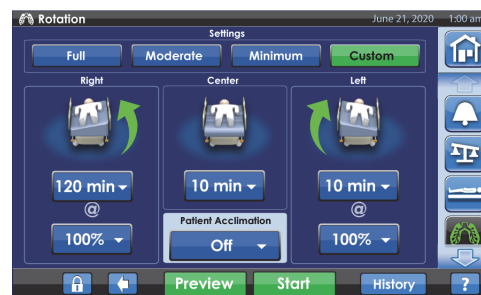 Rotation June 21, 2020 1:00 am
Settings
Full Moderate Minimum Custom
Right Center Left
120 min 10 min 10 min
@ @
Patient Acclimation
100% Off 100%
Preview Start History ?